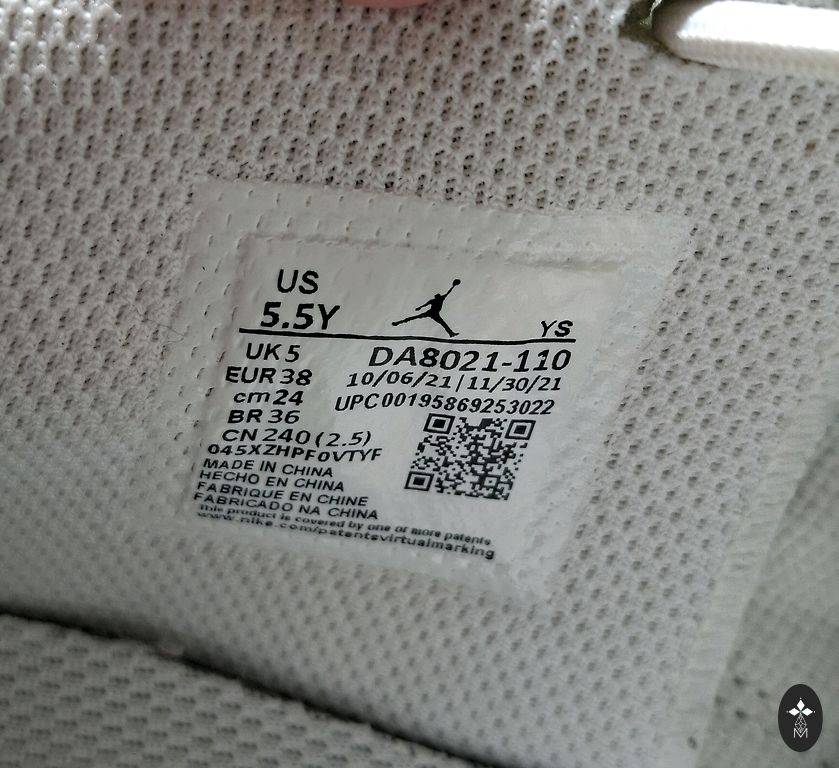 US
5.5Y
YS
UK 5
DA8021-110
EUR 38
10/06/21 | 11/30/21
cm 24
UPC00195869253022
BR 36
CN 240 (2.5)
045XZHPF0VTYF
MADE IN CHINA
HECHO EN CHINA
FABRIQUE EN CHINE
FABRICADO NA CHINA
This product is covered by one or more patents
www.nike.com/patentsvirtualmarking
M